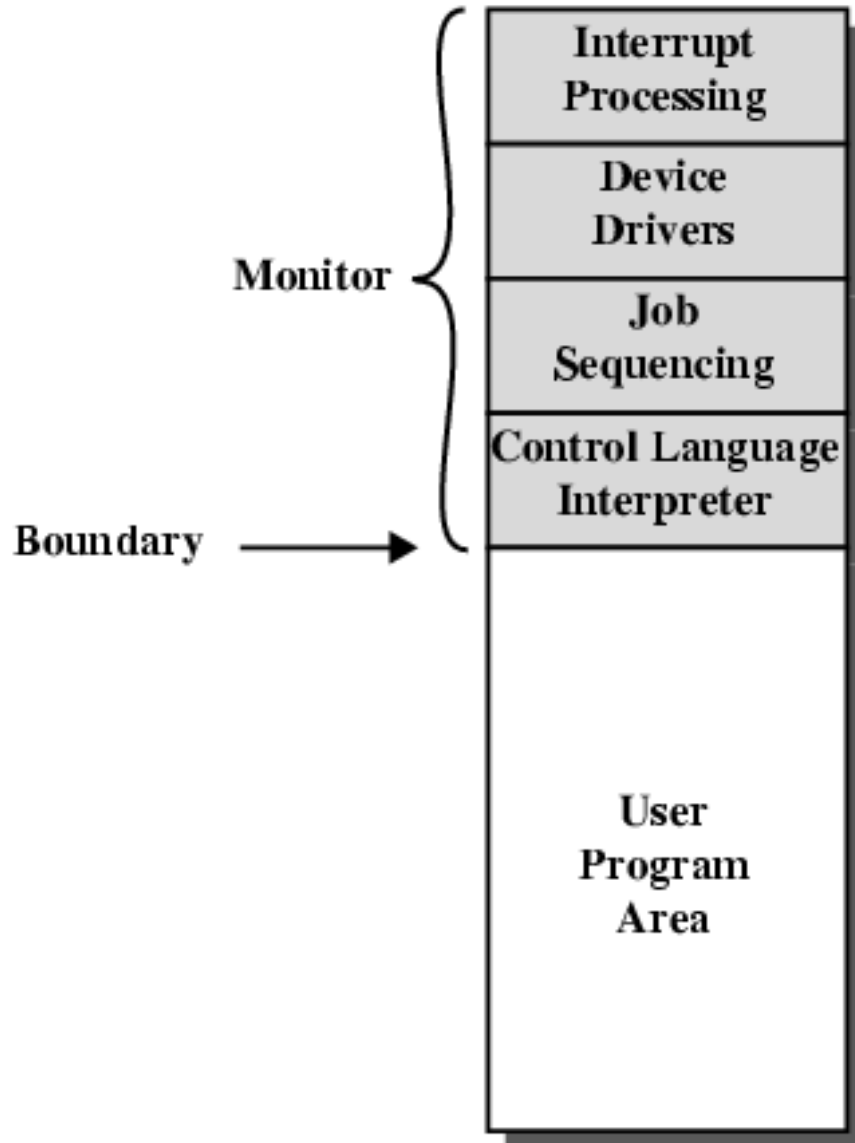 Interrupt
Processing
Device
Drivers
Monitor
Job
Sequencing
Control Language
Interpreter
Boundary
User
Program
Area